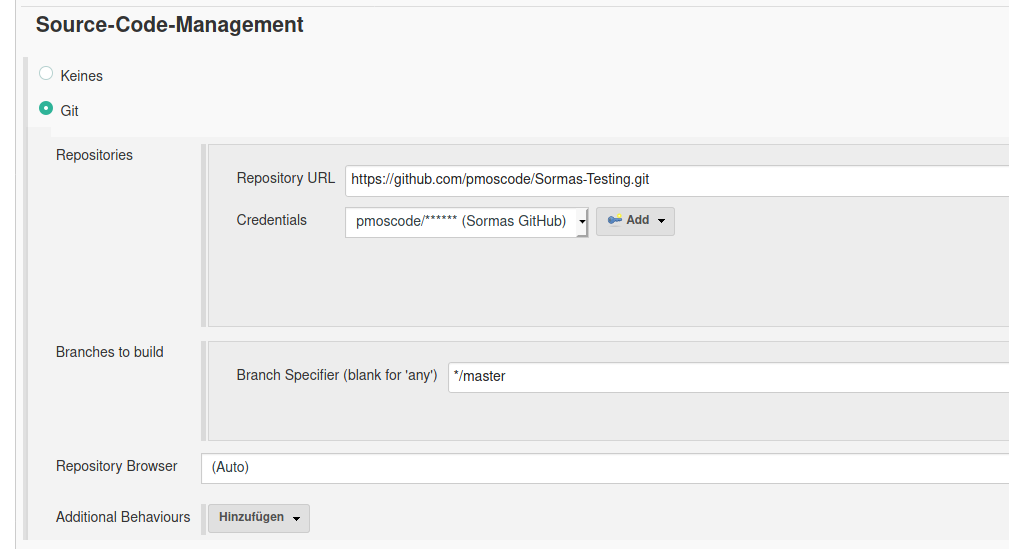 Source-Code-Management
Keines
Git
Repositories
Repository URL https://github.com/pmoscode/Sormas-Testing.git
Credentials pmoscode/****** (Sormas GitHub) Add
Branches to build
Branch Specifier (blank for 'any') */master
Repository Browser (Auto)
Additional Behaviours Hinzufügen